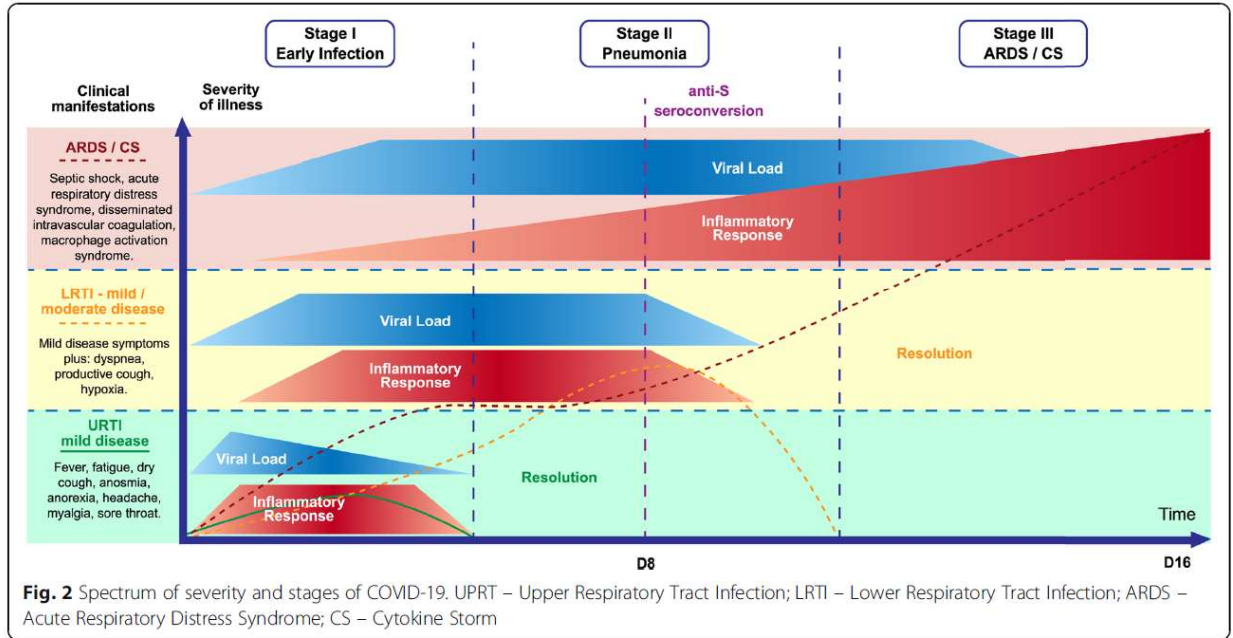 Stage I
Early Infection
Stage II
Pneumonia
Stage III
ARDS / CS
Clinical
manifestations
Severity
of illness
anti-S
seroconversion
ARDS / CS
Septic shock, acute
respiratory distress
syndrome, disseminated
intravascular coagulation,
macrophage activation
syndrome.
Viral Load
Inflammatory
Response
LRTI - mild /
moderate disease
Mild disease symptoms
plus: dyspnea,
productive cough,
hypoxia.
Viral Load
Inflammatory
Response
Resolution
URTI
mild disease
Fever, fatigue, dry
cough, anosmia,
anorexia, headache,
myalgia, sore throat.
Viral Load
Inflammatory
Response
Resolution
Time
D8
D16
Fig. 2 Spectrum of severity and stages of COVID-19. UPRT – Upper Respiratory Tract Infection; LRTI – Lower Respiratory Tract Infection; ARDS –
Acute Respiratory Distress Syndrome; CS – Cytokine Storm